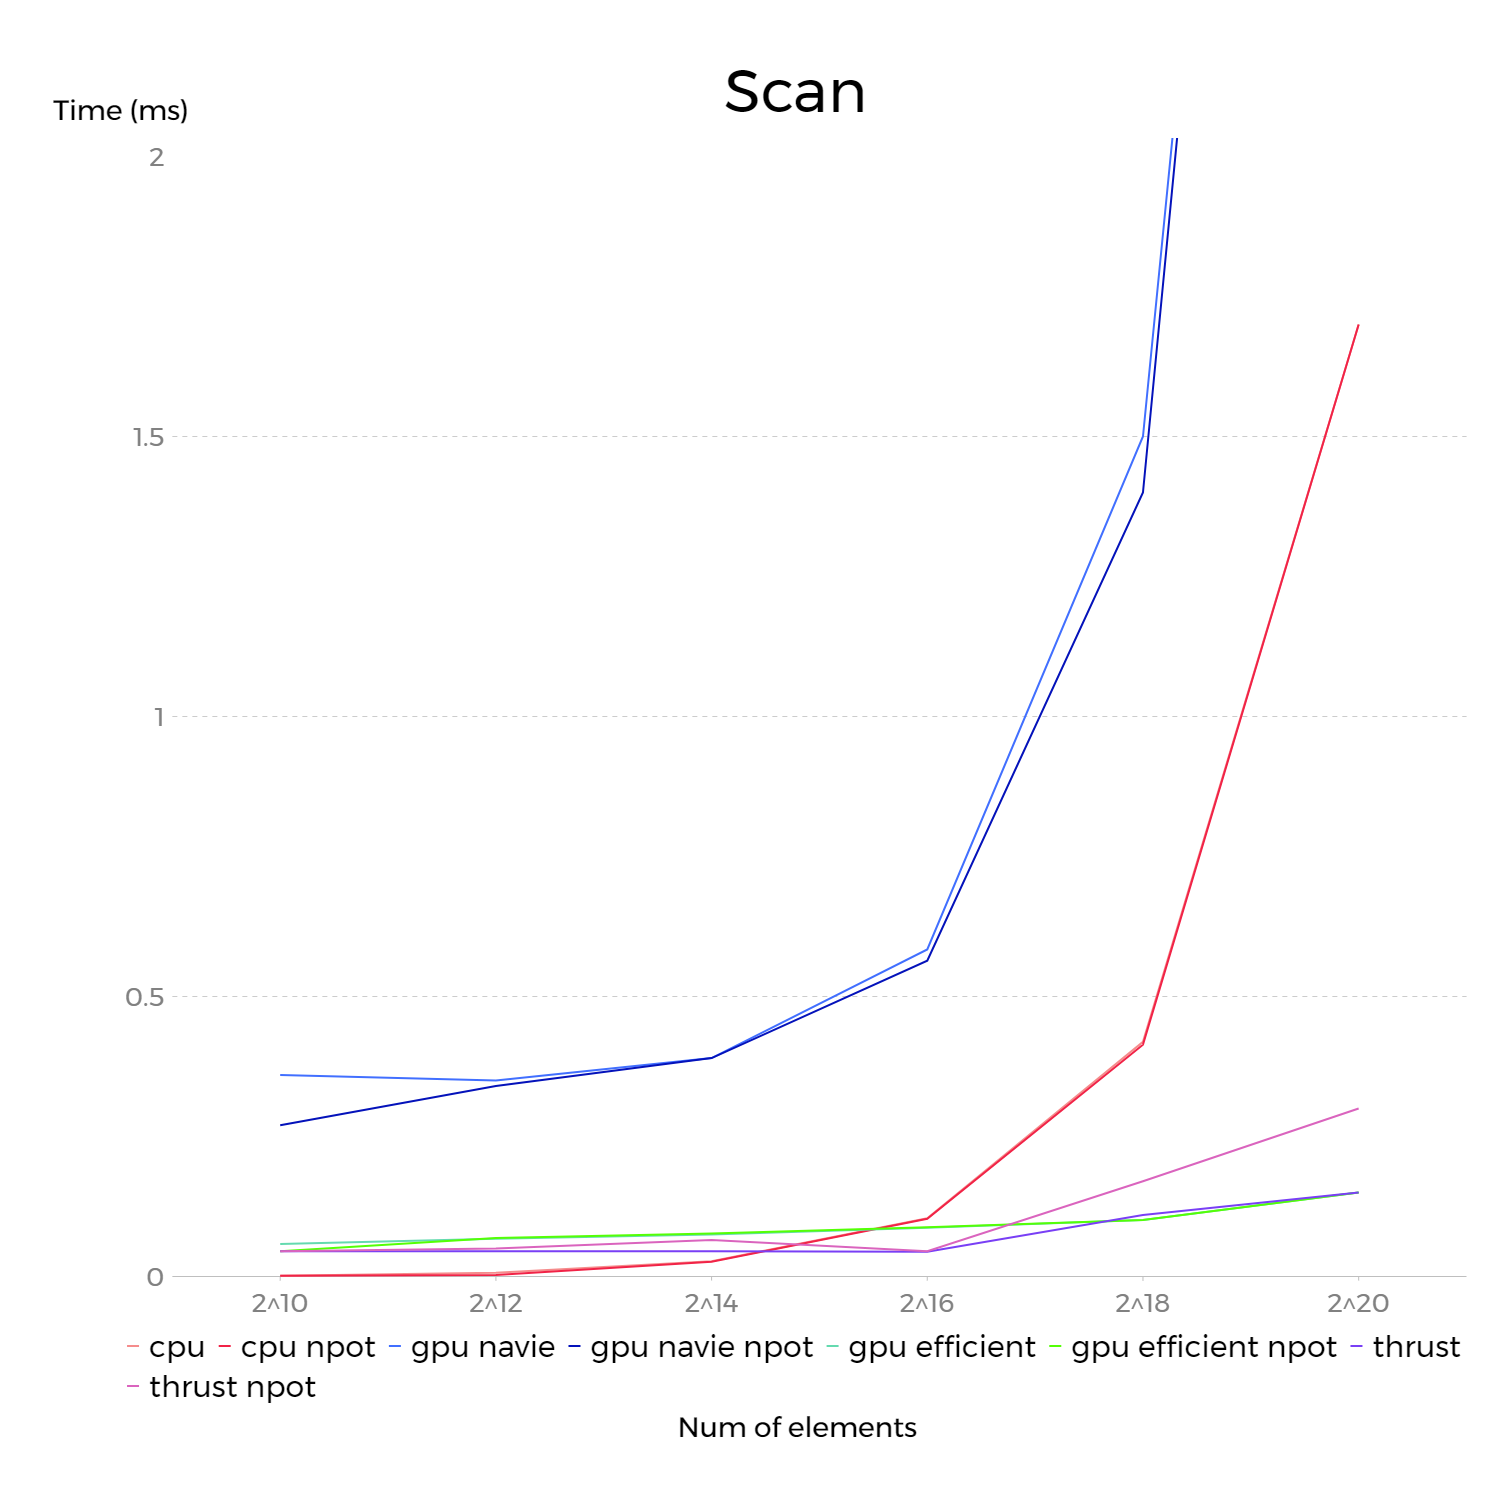 Scan
Time (ms)
2
1.5
1
0.5
0
2^10 2^12 2^14 2^16 2^18 2^20
cpu cpu npot gpu navie gpu navie npot gpu efficient gpu efficient npot thrust
thrust npot
Num of elements